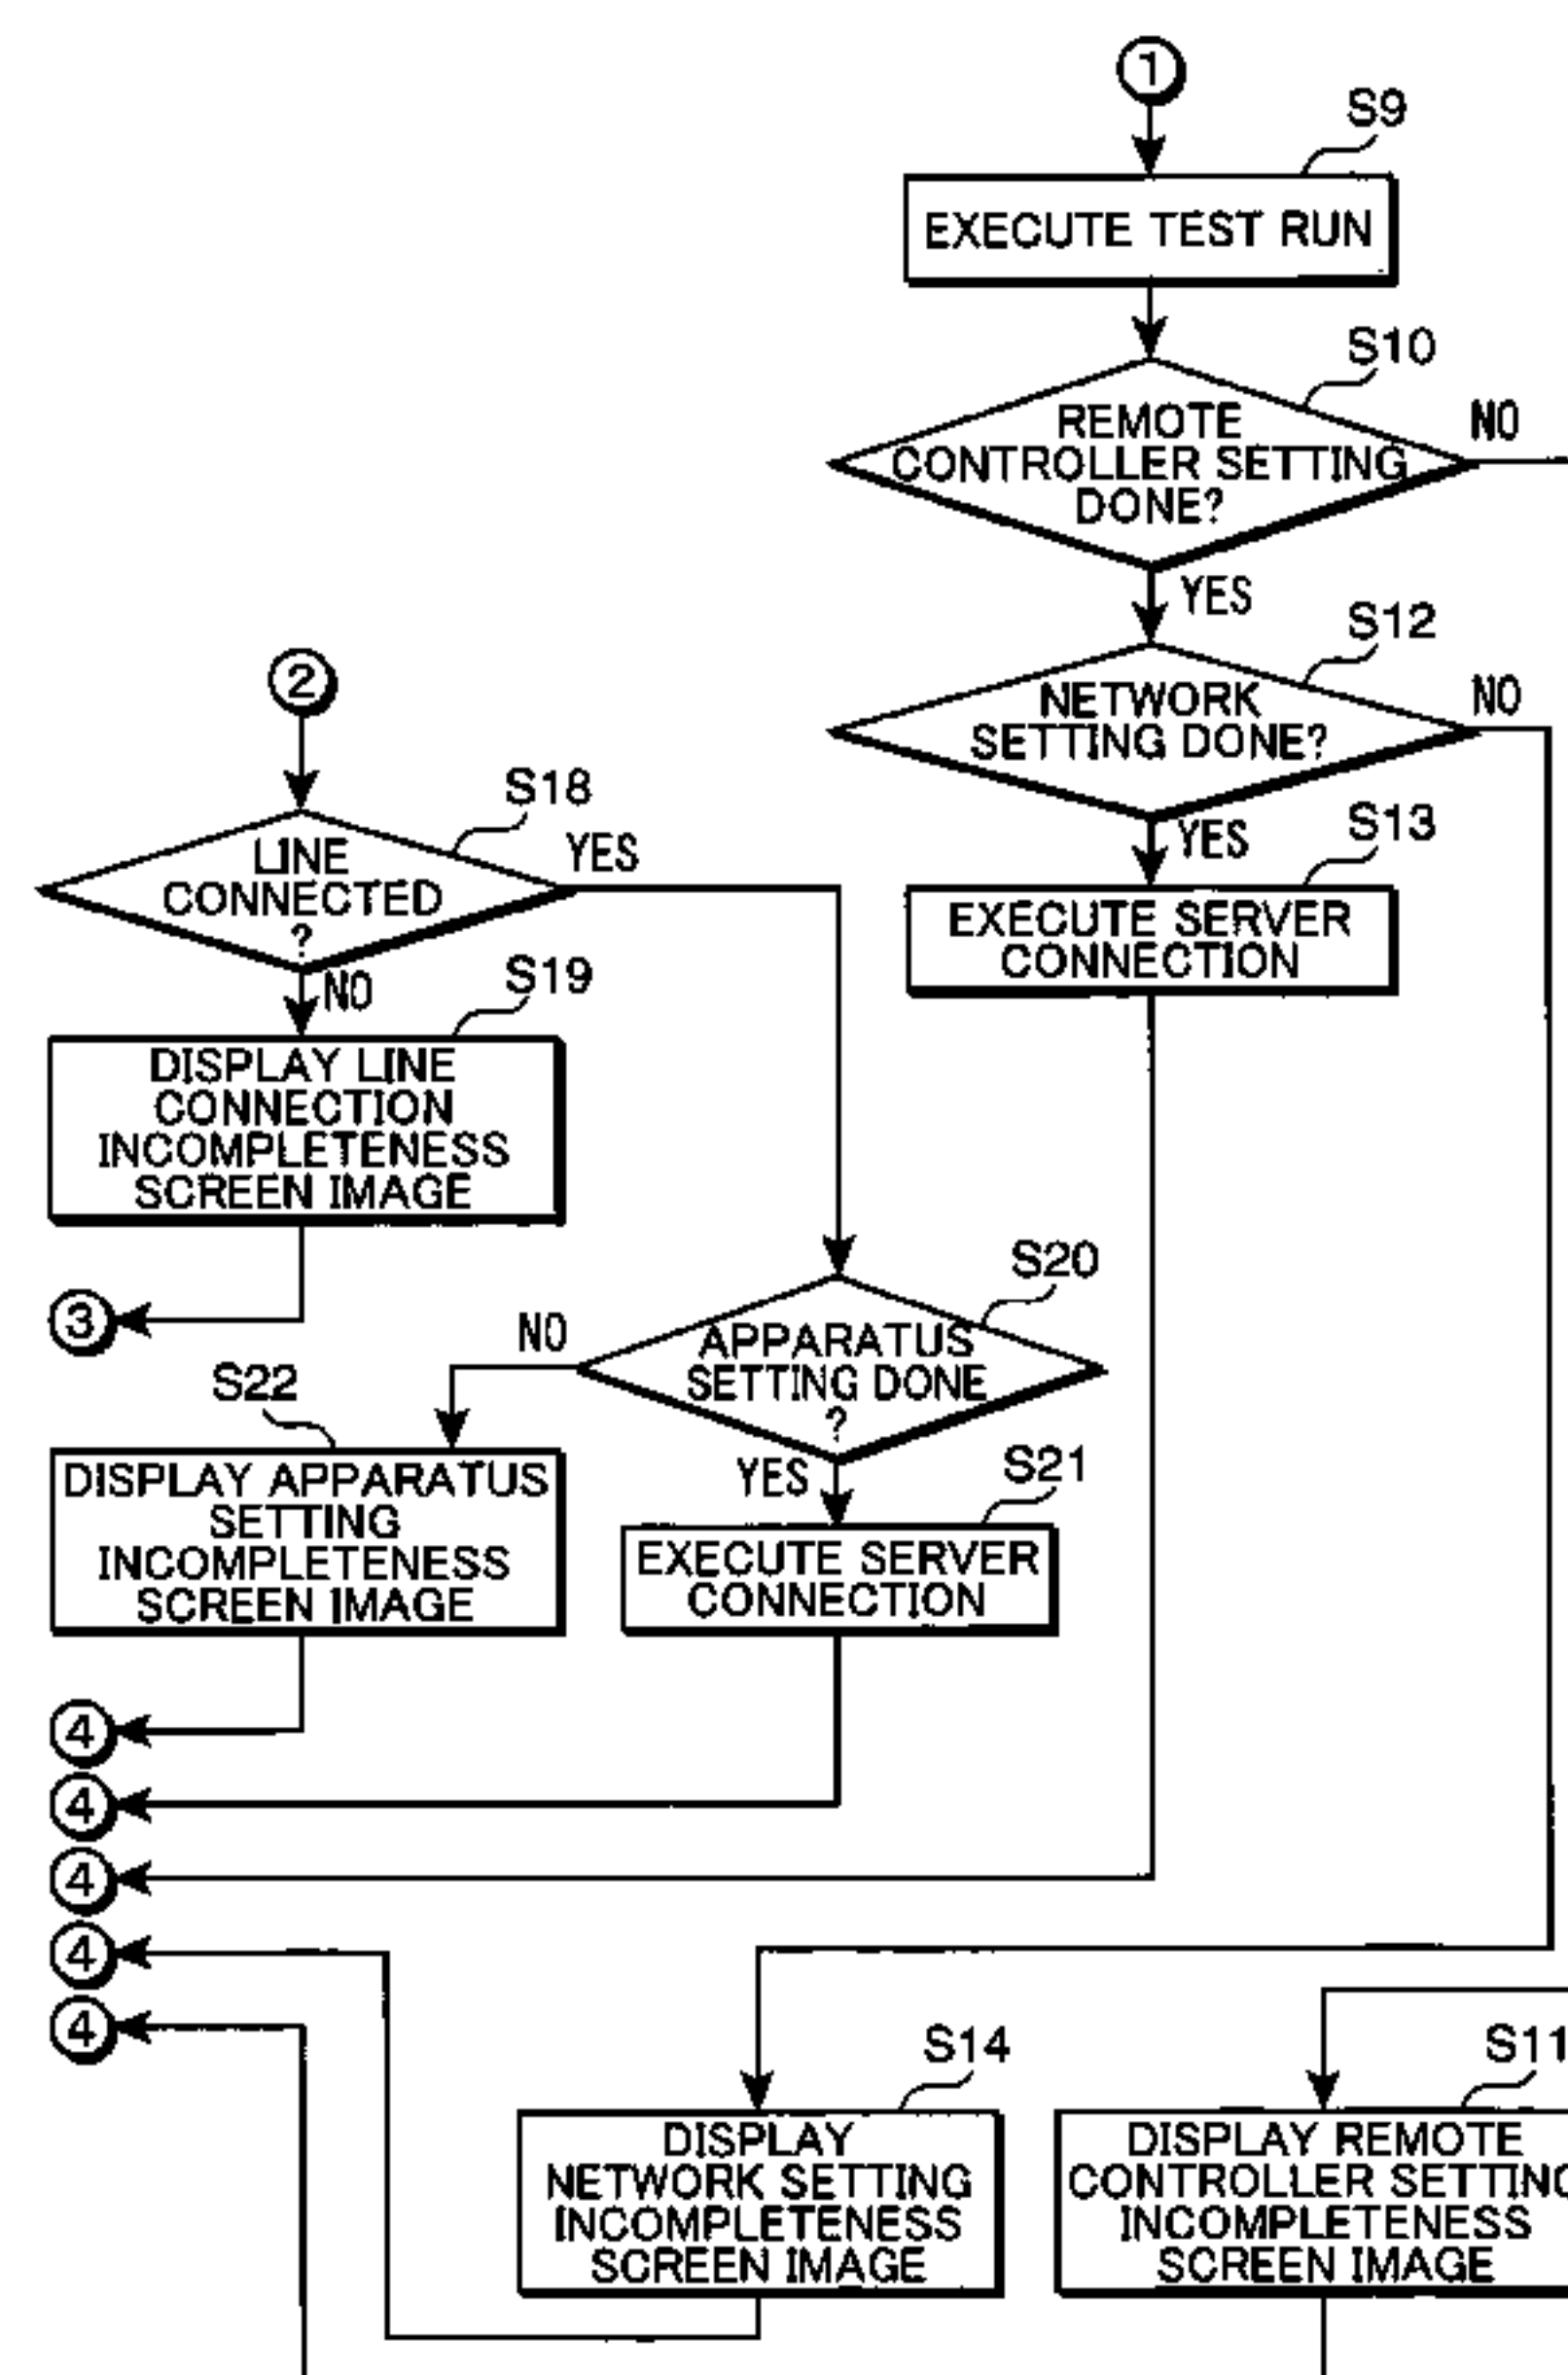 1
S9
EXECUTE TEST RUN
S10
REMOTE
CONTROLLER SETTING
DONE?
NO
YES
S12
NETWORK
SETTING DONE?
NO
YES
S13
EXECUTE SERVER
CONNECTION
2
S18
LINE
CONNECTED
?
YES
NO
S19
DISPLAY LINE
CONNECTION
INCOMPLETENESS
SCREEN IMAGE
3
S20
APPARATUS
SETTING DONE
?
NO
YES
S22
DISPLAY APPARATUS
SETTING
INCOMPLETENESS
SCREEN IMAGE
S21
EXECUTE SERVER
CONNECTION
4
4
4
4
4
S14
DISPLAY
NETWORK SETTING
INCOMPLETENESS
SCREEN IMAGE
S11
DISPLAY REMOTE
CONTROLLER SETTING
INCOMPLETENESS
SCREEN IMAGE